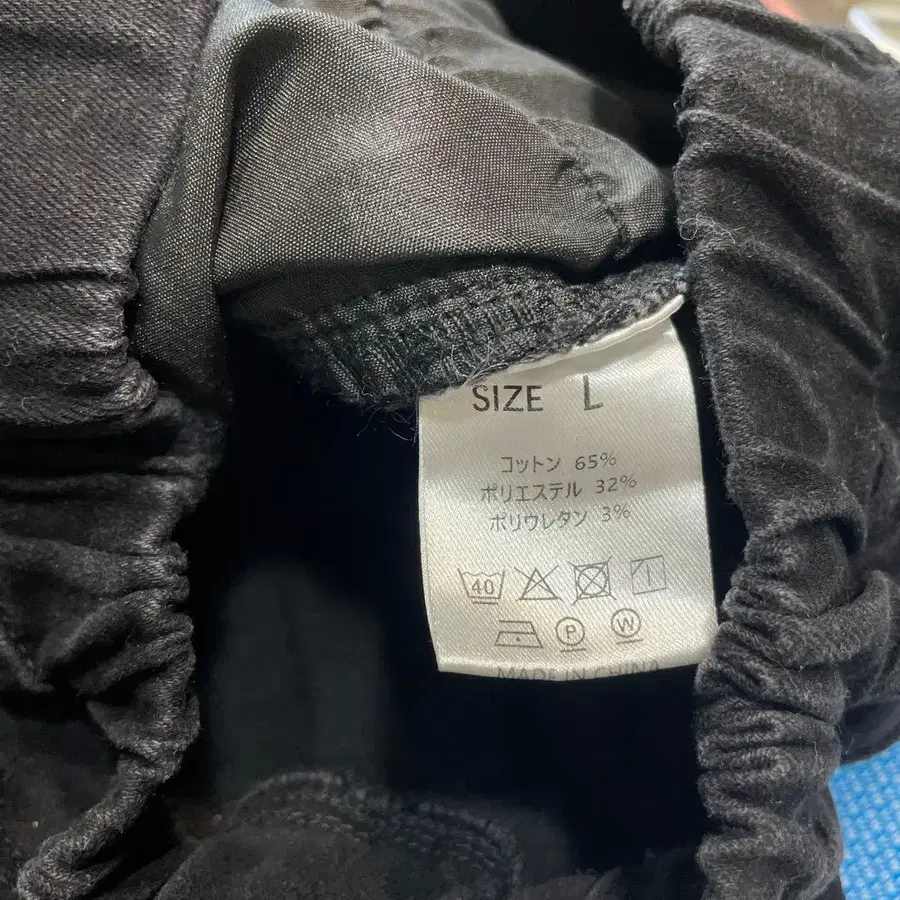 SIZE L
コットン 65%
ポリエステル 32%
ポリウレタン 3%
40
P W
MADE IN CHINA